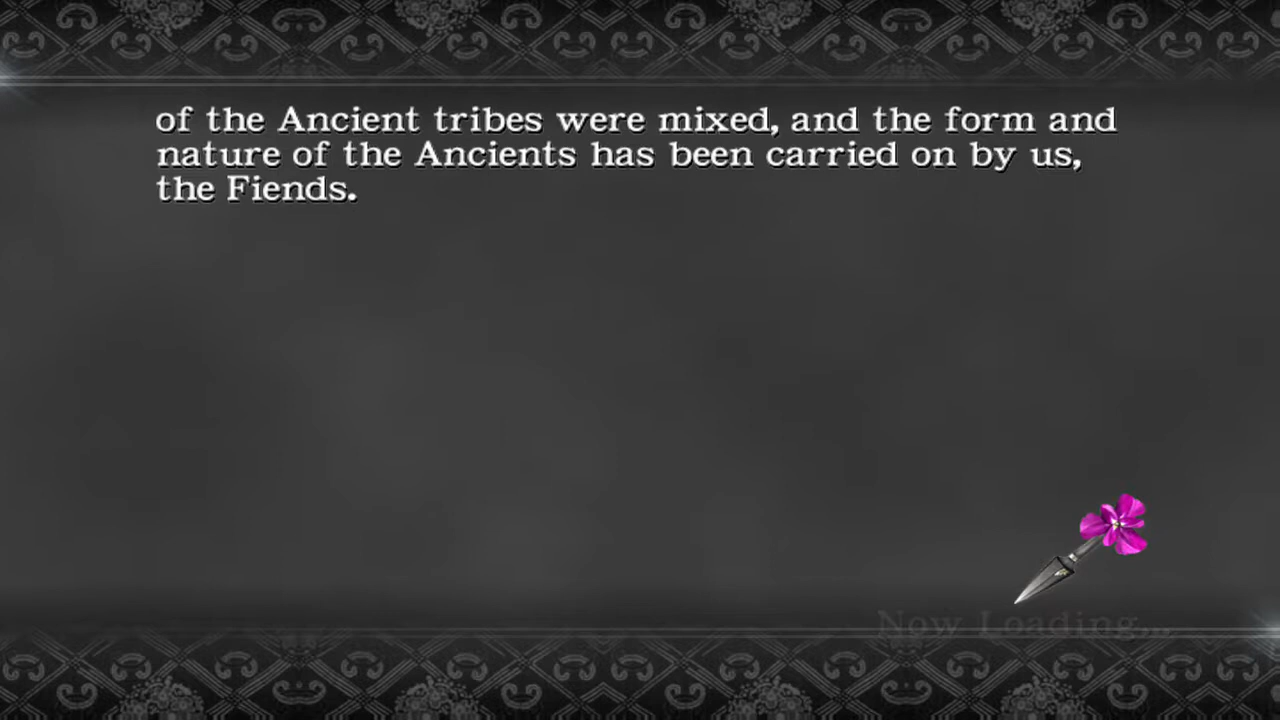 of the Ancient tribes were mixed, and the form and
nature of the Ancients has been carried on by us,
the Fiends.
Now Loading...